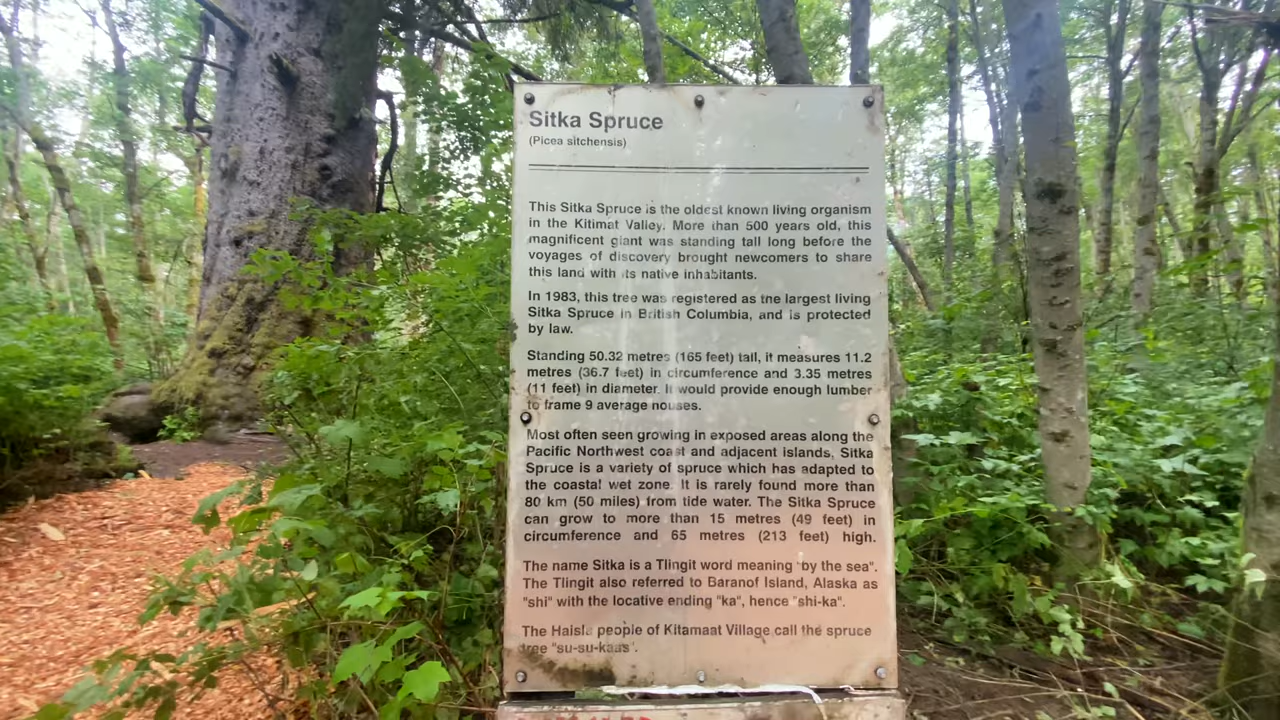 Sitka Spruce
(Picea sitchensis)
This Sitka Spruce is the oldest known living organism
in the Kitimat Valley. More than 500 years old, this
magnificent giant was standing tall long before the
voyages of discovery brought newcomers to share
this land with its native inhabitants.
In 1983, this tree was registered as the largest living
Sitka Spruce in British Columbia, and is protected
by law.
Standing 50.32 metres (165 feet) tall, it measures 11.2
metres (36.7 feet) in circumference and 3.35 metres
(11 feet) in diameter. It would provide enough lumber
to frame 9 average houses.
Most often seen growing in exposed areas along the
Pacific Northwest coast and adjacent islands, Sitka
Spruce is a variety of spruce which has adapted to
the coastal wet zone. It is rarely found more than
80 km (50 miles) from tide water. The Sitka Spruce
can grow to more than 15 metres (49 feet) in
circumference and 65 metres (213 feet) high.
The name Sitka is a Tlingit word meaning "by the sea".
The Tlingit also referred to Baranof Island, Alaska as
"shi" with the locative ending "ka", hence "shi-ka".
The Haisla people of Kitamaat Village call the spruce
tree "su-su-kaas".